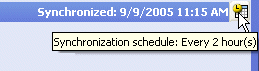 Synchronized: 9/9/2005 11:15 AM
Synchronization schedule: Every 2 hour(s)